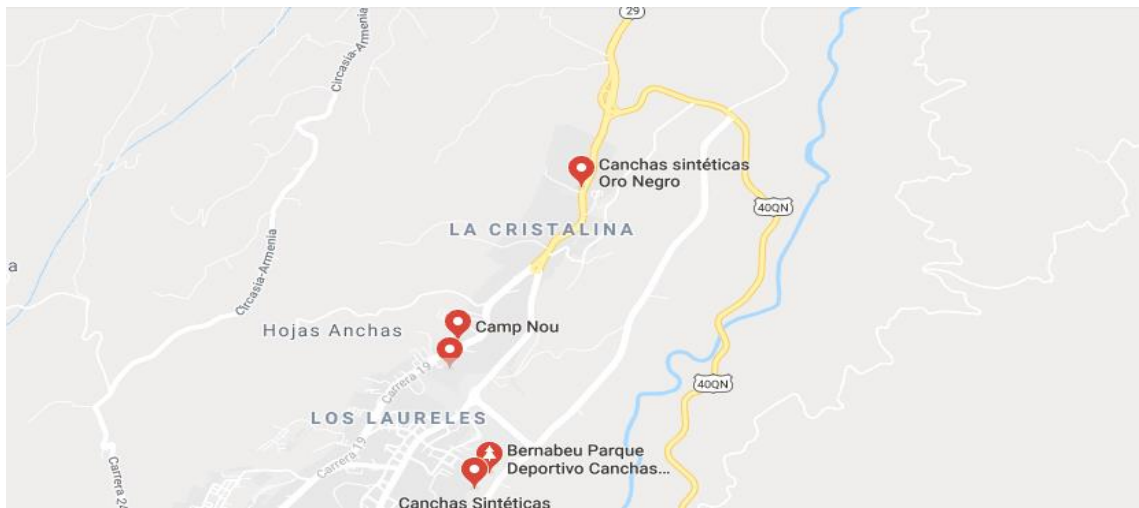 29
Circasia-Armenia
Canchas sintéticas
Oro Negro
40QN
LA CRISTALINA
a
Circasia-Armenia
Camp Nou
Hojas Anchas
Carrera 19
40QN
LOS LAURELES
Carrera 19
Bernabeu Parque
Deportivo Canchas...
Carrera 24
Canchas Sintéticas